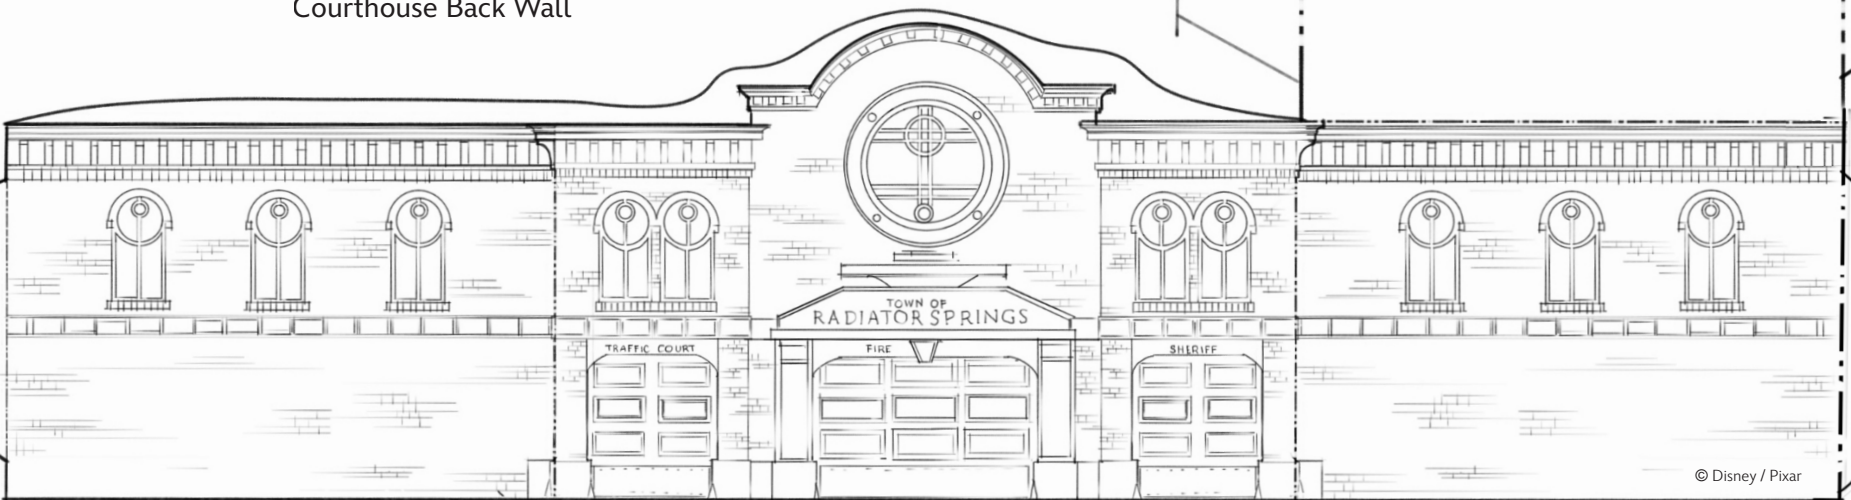 Courthouse Back Wall
TOWN OF
RADIATOR SPRINGS
TRAFFIC COURT
FIRE
SHERIFF
© Disney / Pixar